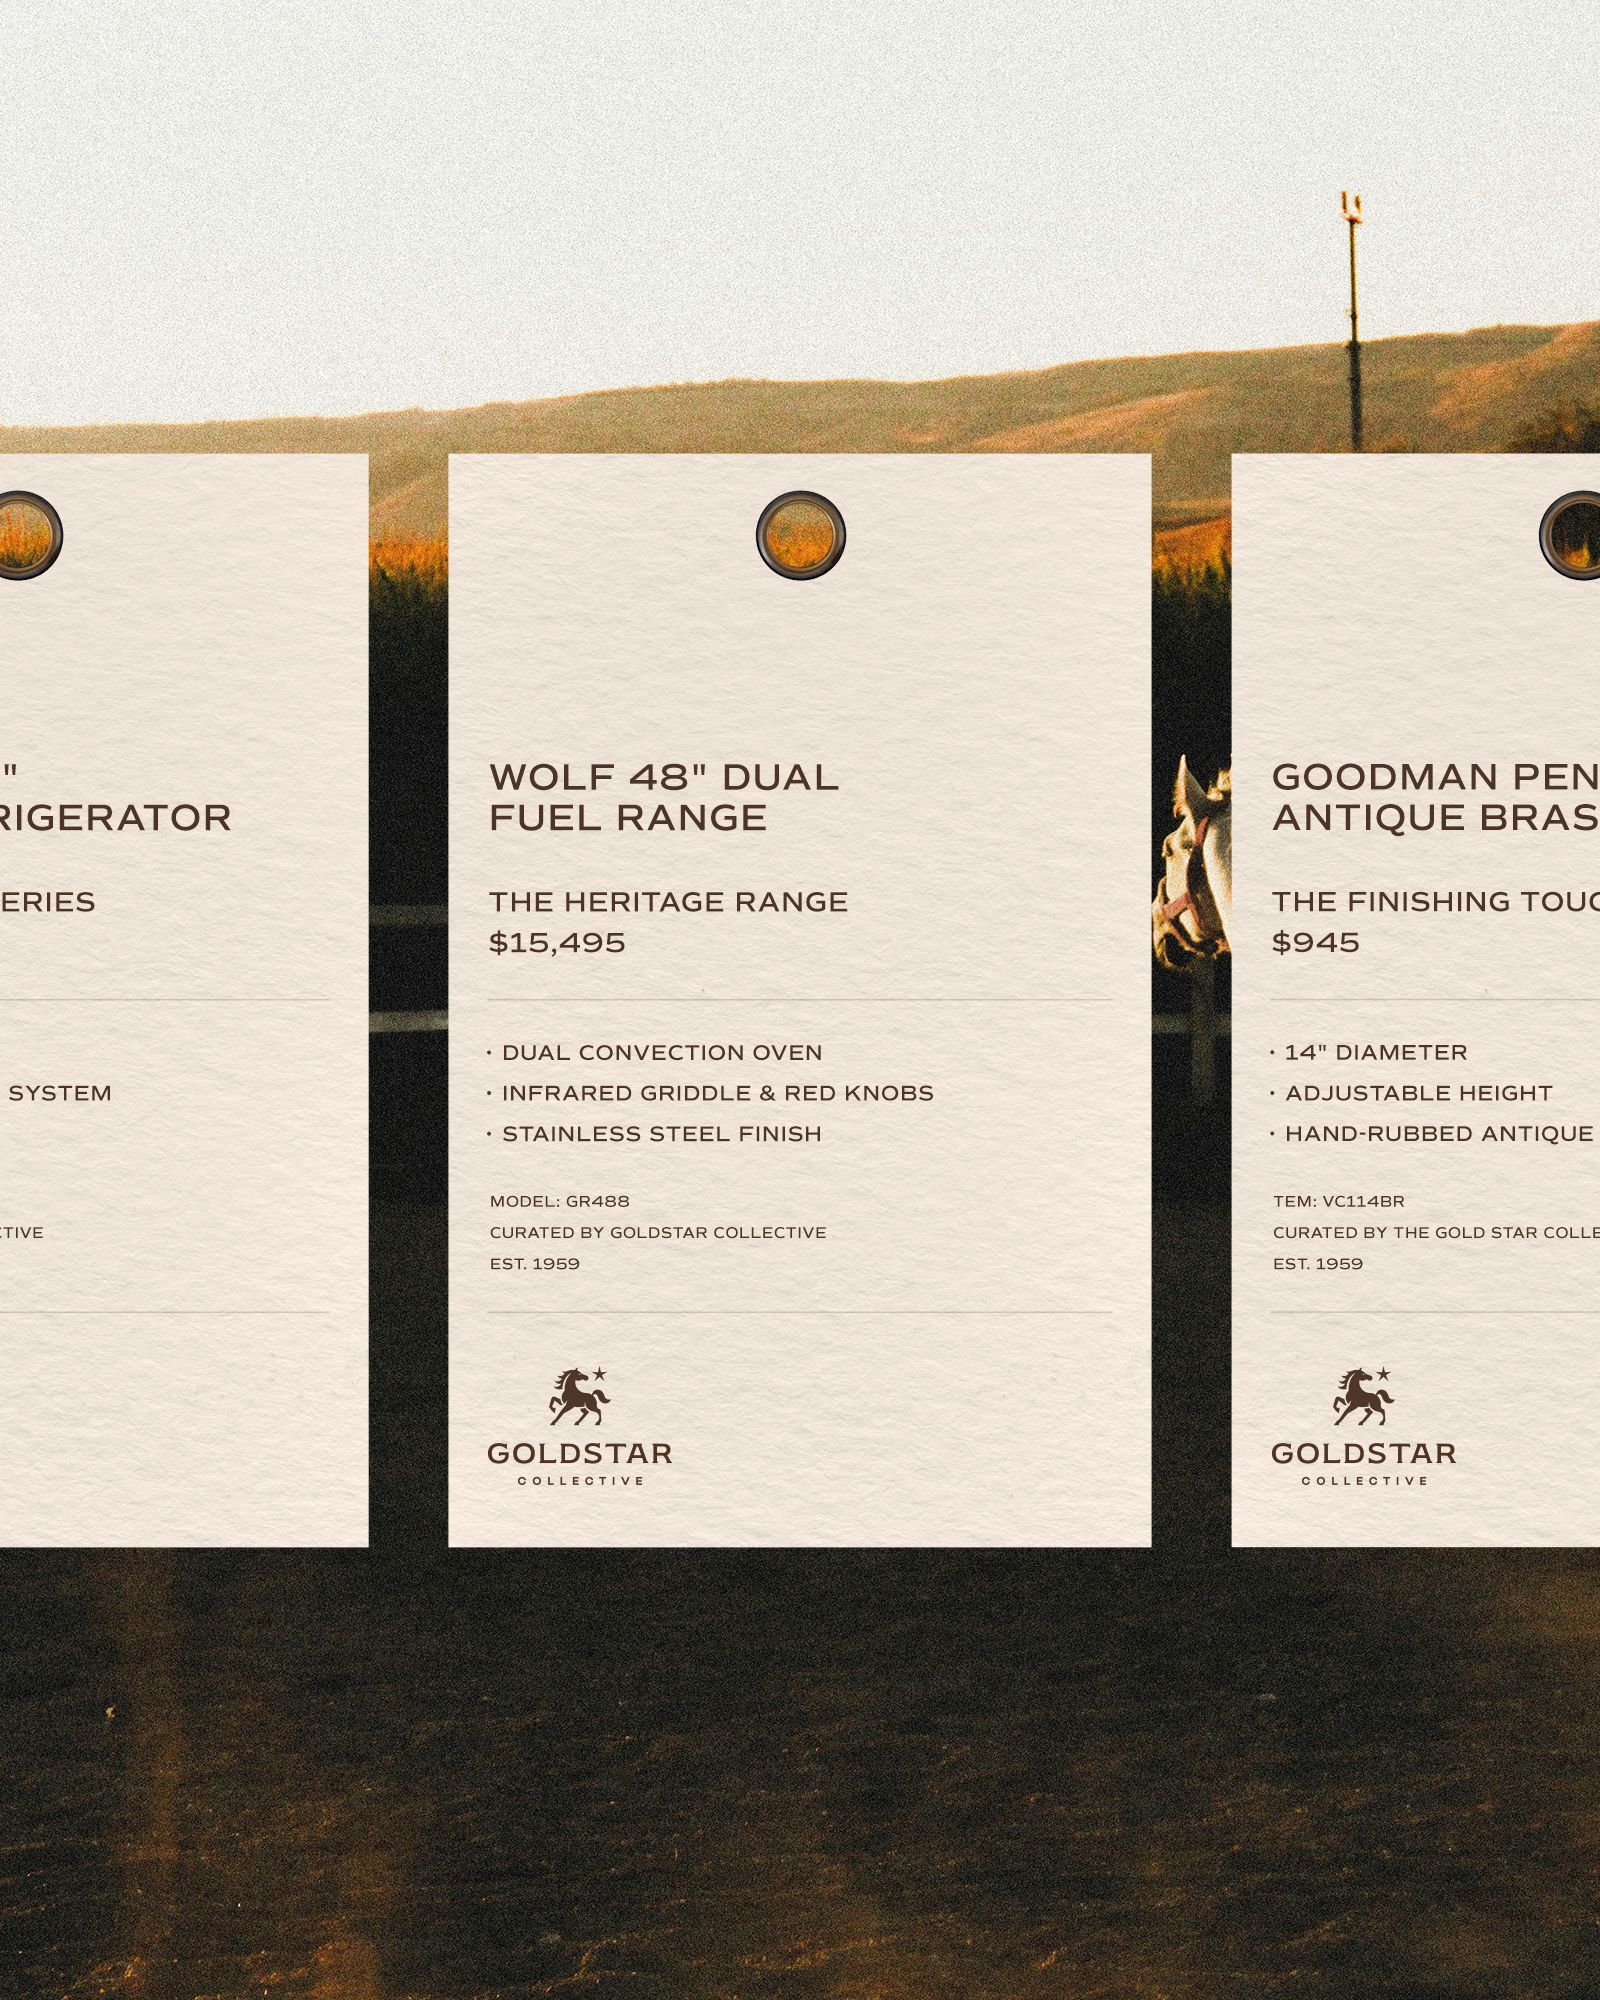 "
RIGERATOR
ERIES
SYSTEM
CTIVE
WOLF 48" DUAL
FUEL RANGE
THE HERITAGE RANGE
$15,495
· DUAL CONVECTION OVEN
· INFRARED GRIDDLE & RED KNOBS
· STAINLESS STEEL FINISH
MODEL: GR488
CURATED BY GOLDSTAR COLLECTIVE
EST. 1959
GOLDSTAR
COLLECTIVE
GOODMAN PEN
ANTIQUE BRAS
THE FINISHING TOUC
$945
· 14" DIAMETER
· ADJUSTABLE HEIGHT
· HAND-RUBBED ANTIQUE
TEM: VC114BR
CURATED BY THE GOLD STAR COLLE
EST. 1959
GOLDSTAR
COLLECTIVE